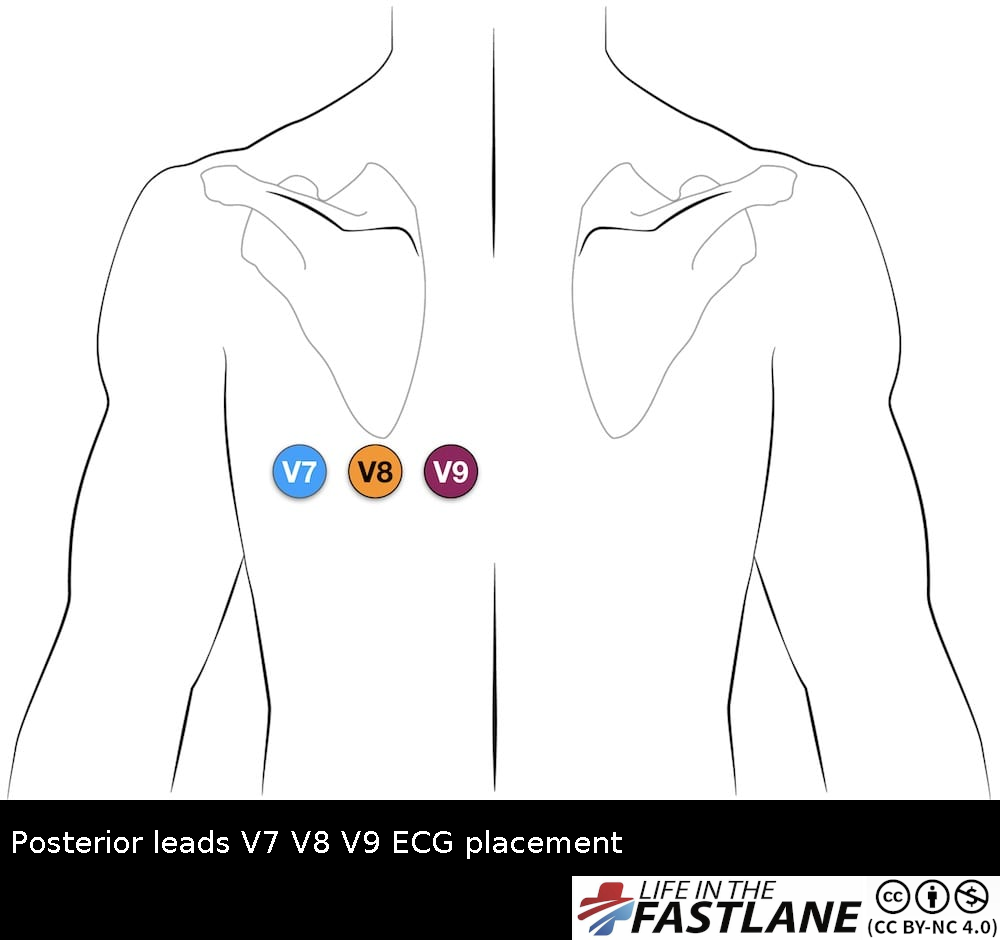 V7 V8 V9
Posterior leads V7 V8 V9 ECG placement
LIFE IN THE
FASTLANE
cc
(CC BY-NC 4.0)